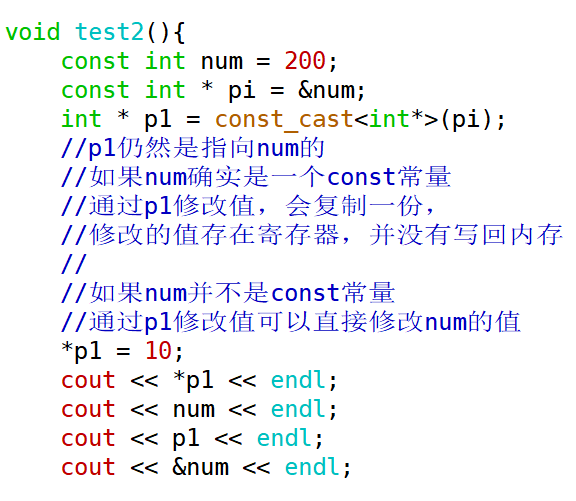 void test2(){
    const int num = 200;
    const int * pi = &num;
    int * p1 = const_cast<int*>(pi);
    //p1仍然是指向num的
    //如果num确实是一个const常量
    //通过p1修改值，会复制一份，
    //修改的值存在寄存器，并没有写回内存
    //
    //如果num并不是const常量
    //通过p1修改值可以直接修改num的值
    *p1 = 10;
    cout << *p1 << endl;
    cout << num << endl;
    cout << p1 << endl;
    cout << &num << endl;